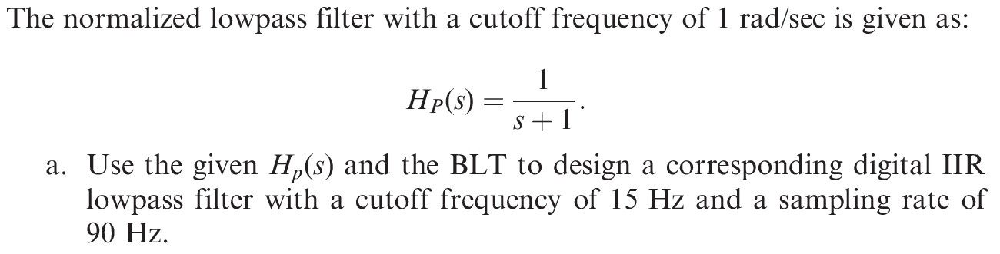 The normalized lowpass filter with a cutoff frequency of 1 rad/sec is given as:
H_P(s) = \frac{1}{s + 1}.
a. Use the given H_p(s) and the BLT to design a corresponding digital IIR
lowpass filter with a cutoff frequency of 15 Hz and a sampling rate of
90 Hz.